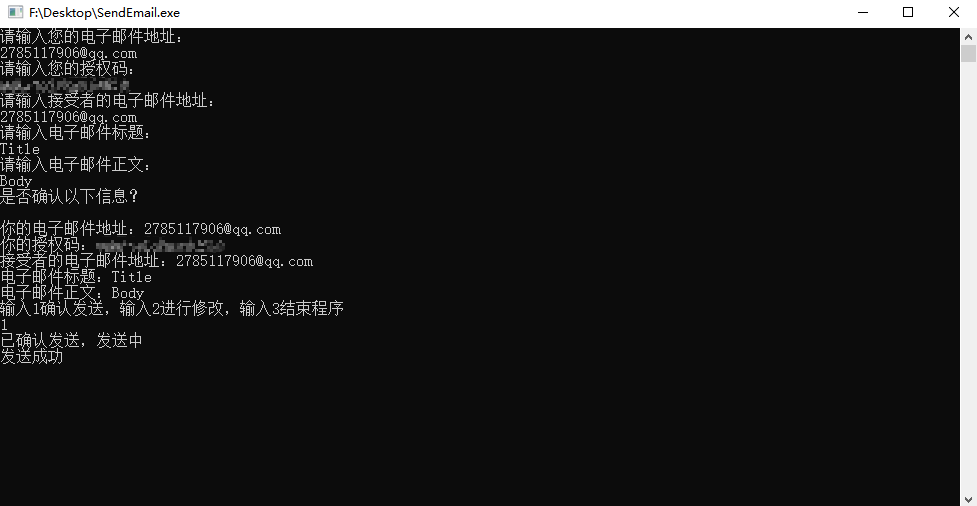 F:\Desktop\SendEmail.exe
请输入您的电子邮件地址：
2785117906@qq.com
请输入您的授权码：
请输入接受者的电子邮件地址：
2785117906@qq.com
请输入电子邮件标题：
Title
请输入电子邮件正文：
Body
是否确认以下信息？
你的电子邮件地址：2785117906@qq.com
你的授权码：
接受者的电子邮件地址：2785117906@qq.com
电子邮件标题：Title
电子邮件正文：Body
输入1确认发送，输入2进行修改，输入3结束程序
1
已确认发送，发送中
发送成功